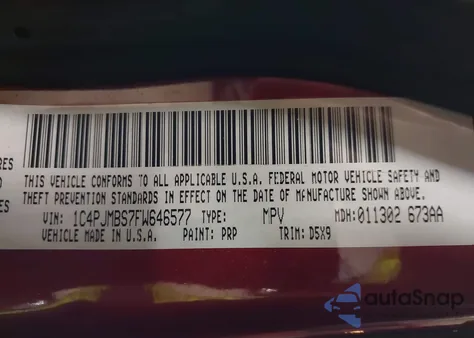 RES
THIS VEHICLE CONFORMS TO ALL APPLICABLE U.S.A. FEDERAL MOTOR VEHICLE SAFETY AND
THEFT PREVENTION STANDARDS IN EFFECT ON THE DATE OF MANUFACTURE SHOWN ABOVE.
VIN: 1C4PJMBS7FW646577 TYPE: MPV MDH:011302 673AA
VEHICLE MADE IN U.S.A. PAINT: PRP TRIM: D5X9
autoSnap